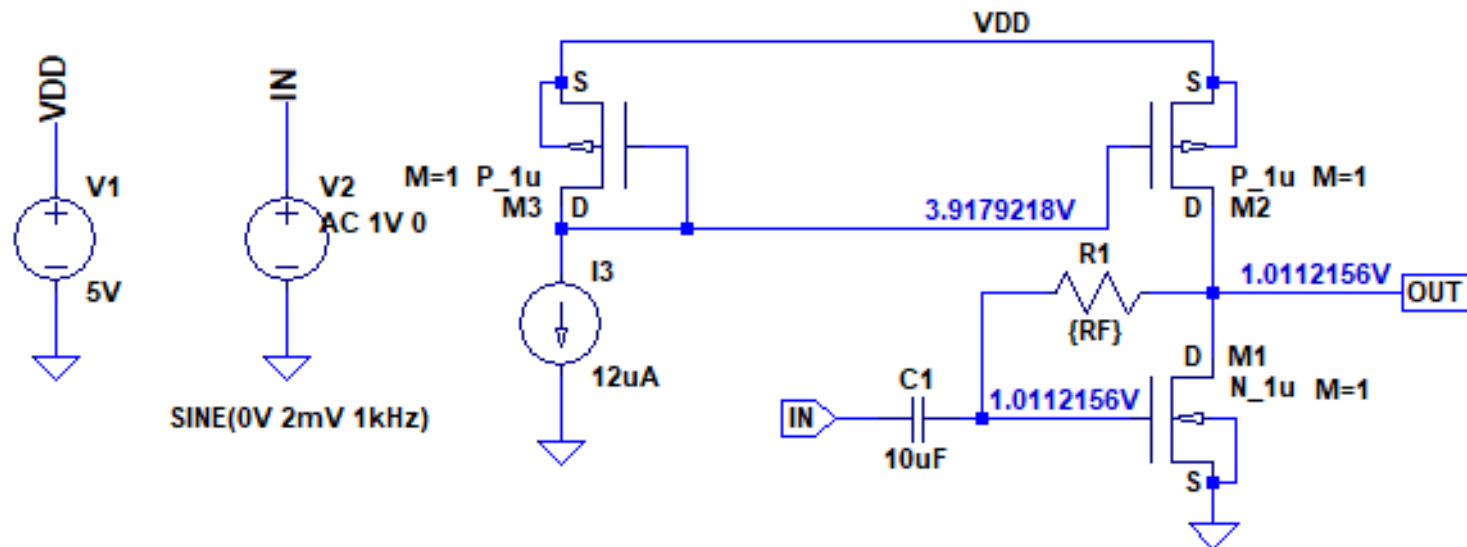 VDD
VDD
IN
S
S
V1
V2
AC 1V 0
5V
SINE(0V 2mV 1kHz)
M=1 P_1u
M3 D
I3
12uA
3.9179218V
P_1u M=1
D M2
R1
{RF}
1.0112156V
OUT
D M1
N_1u M=1
C1
1.0112156V
IN
10uF
S